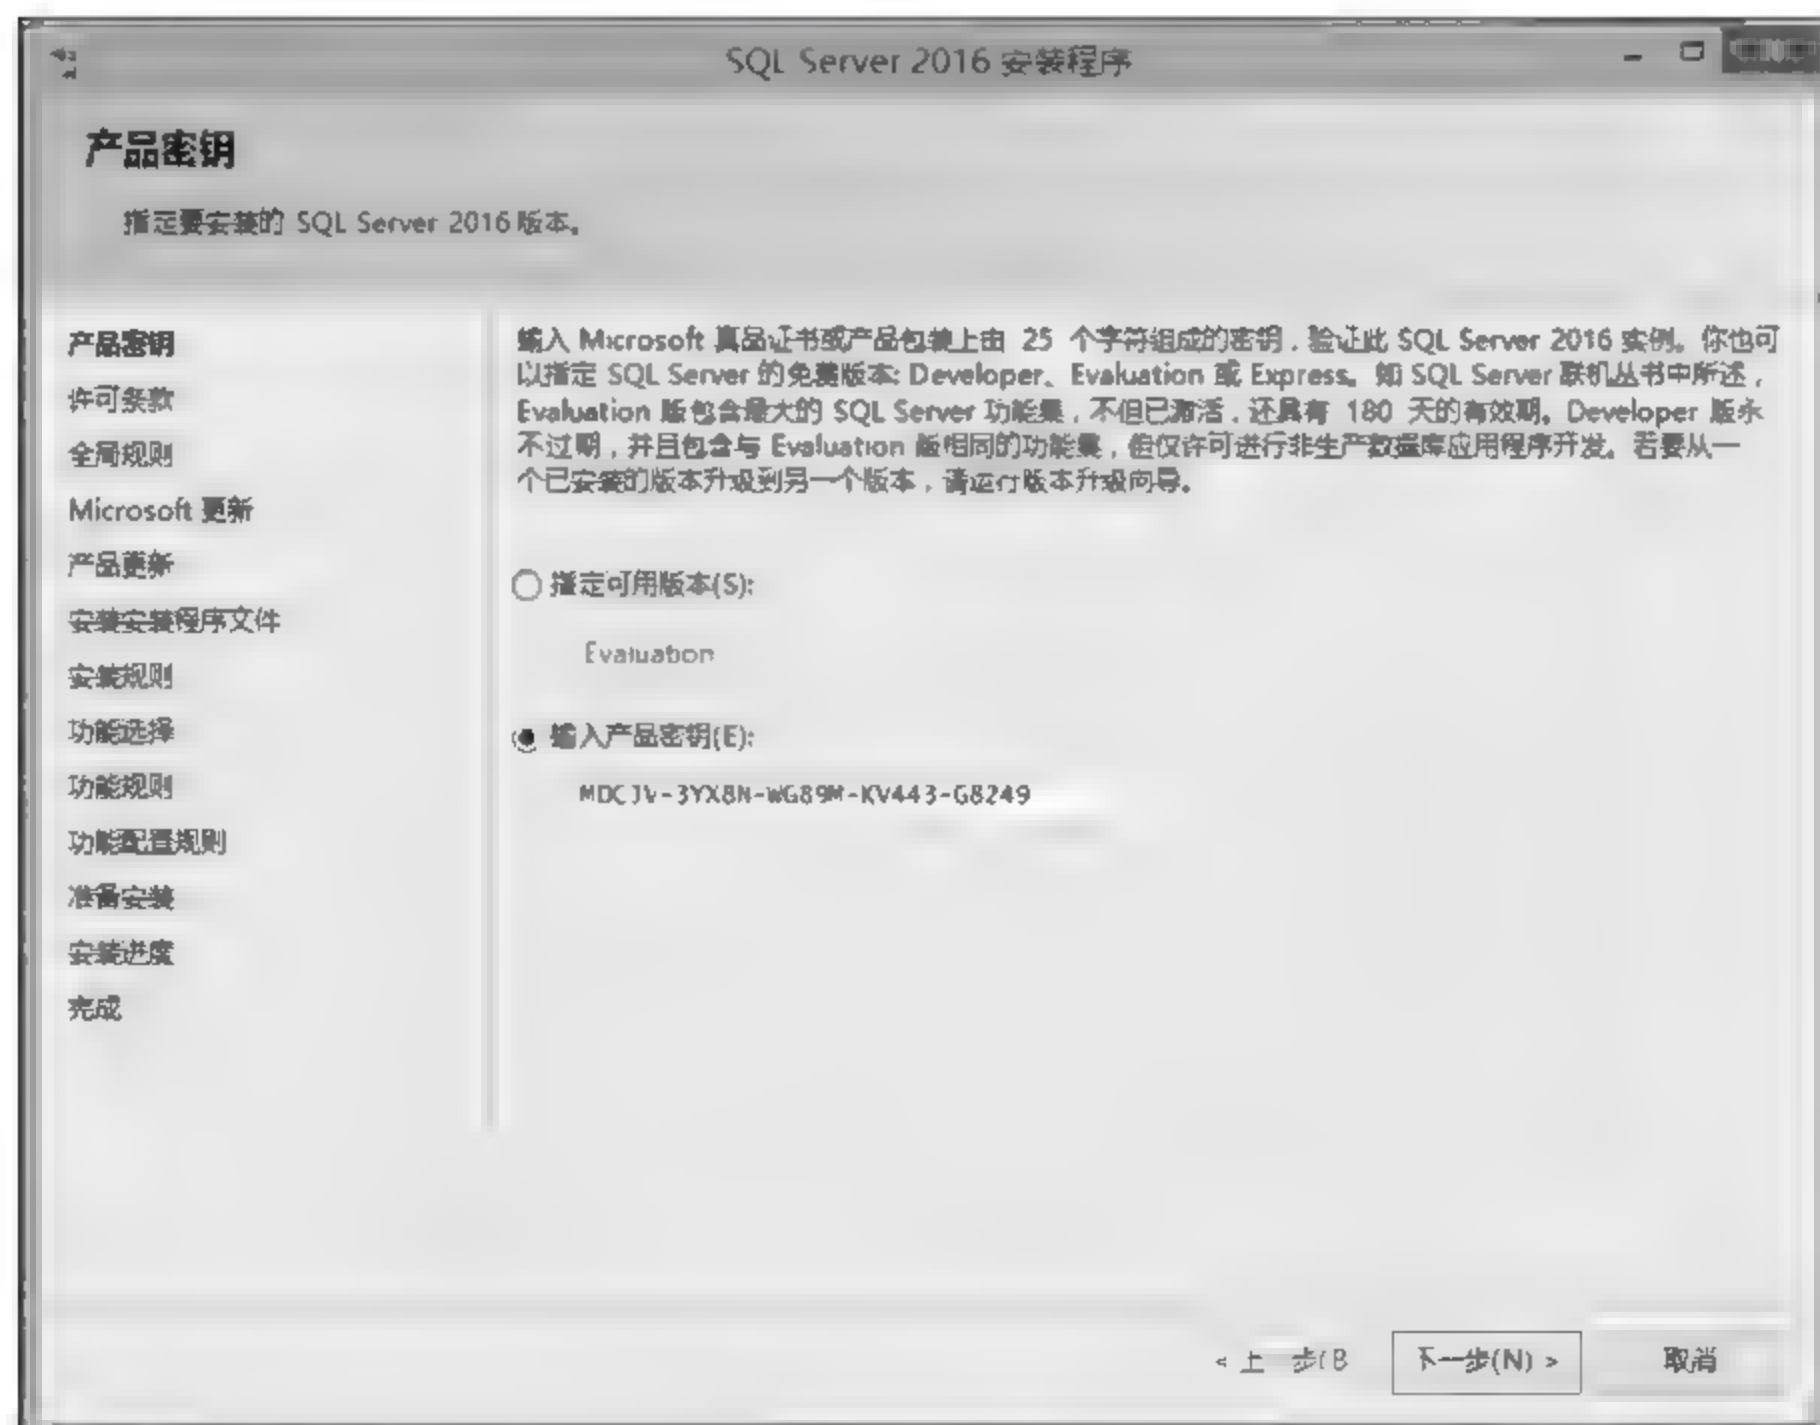 SQL Server 2016 安装程序
产品密钥
指定要安装的 SQL Server 2016 版本。
产品密钥
许可条款
全局规则
Microsoft 更新
产品更新
安装安装程序文件
安装规则
功能选择
功能规则
功能配置规则
准备安装
安装进度
完成
输入 Microsoft 真品证书或产品包装上由 25 个字符组成的密钥，验证此 SQL Server 2016 实例。你也可
以指定 SQL Server 的免费版本: Developer、Evaluation 或 Express。如 SQL Server 联机丛书中所述，
Evaluation 版包含最大的 SQL Server 功能集，不但已激活，还具有 180 天的有效期。Developer 版永
不过期，并且包含与 Evaluation 版相同的功能集，但仅许可进行非生产数据库应用程序开发。若要从一
个已安装的版本升级到另一个版本，请运行版本升级向导。
指定可用版本(S):
Evaluation
输入产品密钥(E):
< 上一步(B
下一步(N) >
取消